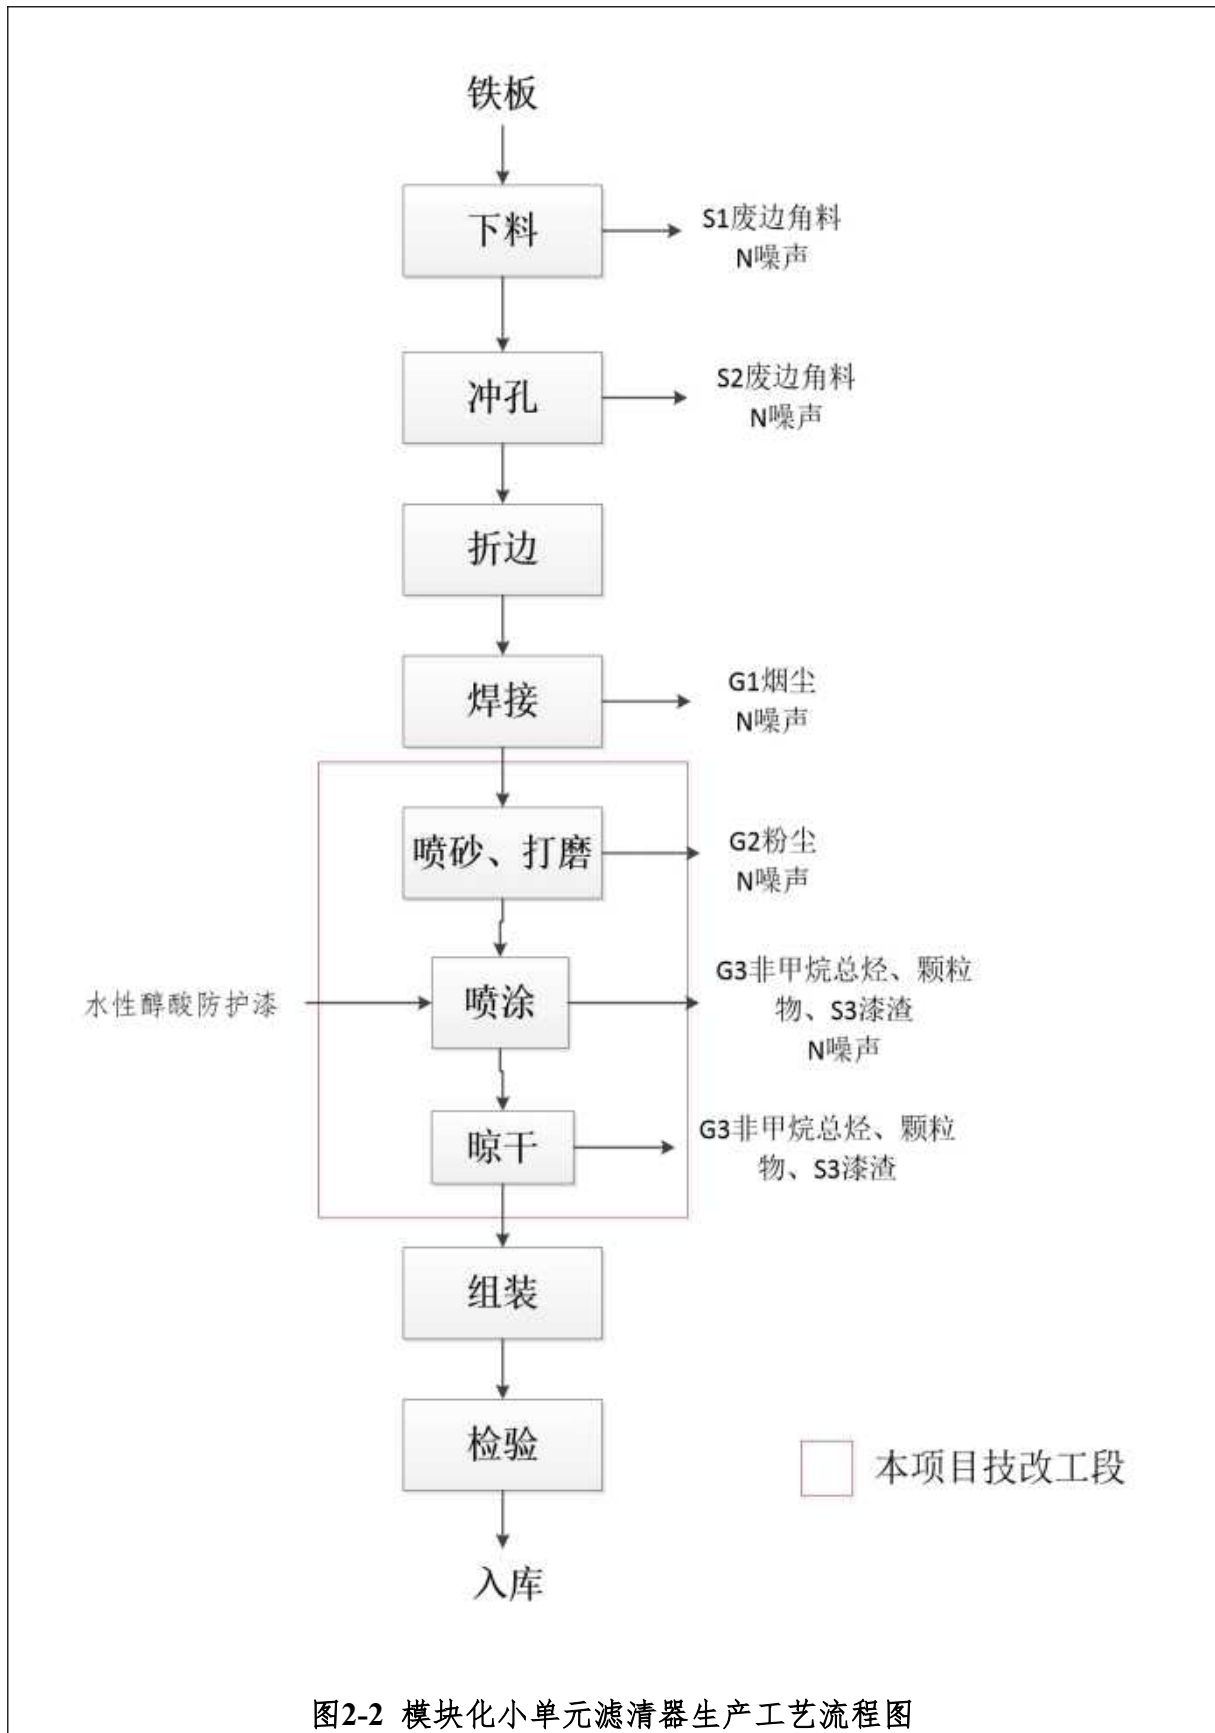 铁板
下料
S1废边角料
N噪声
冲孔
S2废边角料
N噪声
折边
焊接
G1烟尘
N噪声
喷砂、打磨
G2粉尘
N噪声
水性醇酸防护漆
喷涂
G3非甲烷总烃、颗粒
物、S3漆渣
N噪声
晾干
G3非甲烷总烃、颗粒
物、S3漆渣
组装
检验
本项目技改工段
入库
图2-2 模块化小单元滤清器生产工艺流程图